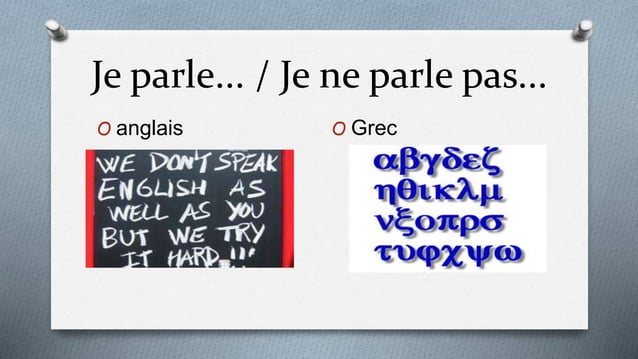 Je parle... / Je ne parle pas...
O anglais
O Grec
WE DON'T SPEAK
ENGLISH AS
WELL AS YOU
BUT WE TRY
IT HARD!!!
αβγδεζ
ηθικλμ
νξοπρσ
τυφχψω